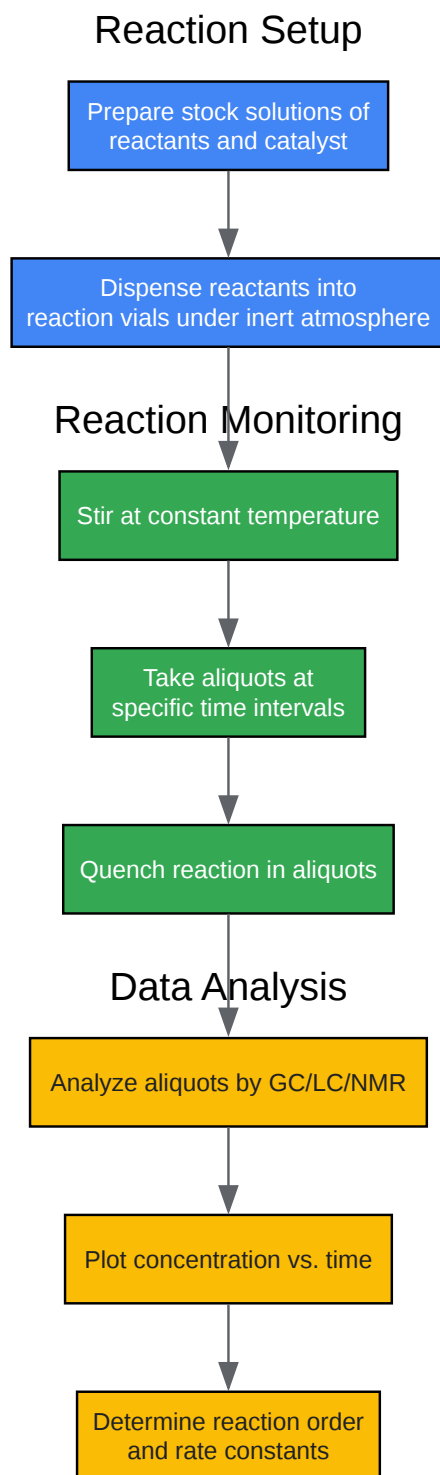 Reaction Setup
Prepare stock solutions of
reactants and catalyst
Dispense reactants into
reaction vials under inert atmosphere
Reaction Monitoring
Stir at constant temperature
Take aliquots at
specific time intervals
Quench reaction in aliquots
Data Analysis
Analyze aliquots by GC/LC/NMR
Plot concentration vs. time
Determine reaction order
and rate constants